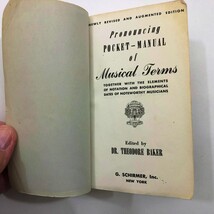 NEWLY REVISED AND AUGMENTED EDITION
Pronouncing
POCKET-MANUAL
of
Musical Terms
TOGETHER WITH THE ELEMENTS
OF NOTATION AND BIOGRAPHICAL
DATES OF NOTEWORTHY MUSICIANS
Edited by
DR. THEODORE BAKER
G. SCHIRMER, Inc.
NEW YORK